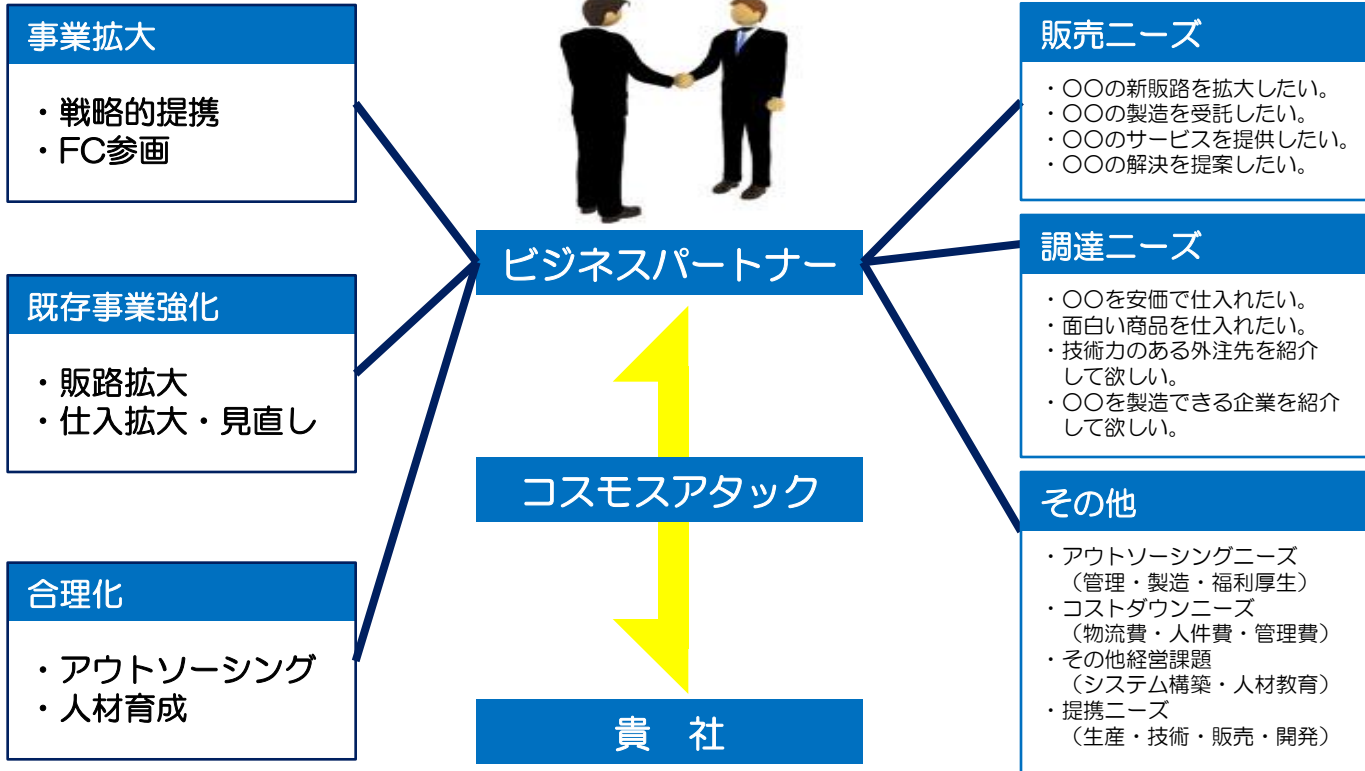 事業拡大
・戦略的提携
・FC参画
既存事業強化
・販路拡大
・仕入拡大・見直し
合理化
・アウトソーシング
・人材育成
ビジネスパートナー
コスモスアタック
貴　社
販売ニーズ
・〇〇の新販路を拡大したい。
・〇〇の製造を受託したい。
・〇〇のサービスを提供したい。
・〇〇の解決を提案したい。
調達ニーズ
・〇〇を安価で仕入れたい。
・面白い商品を仕入れたい。
・技術力のある外注先を紹介
して欲しい。
・〇〇を製造できる企業を紹介
して欲しい。
その他
・アウトソーシングニーズ
（管理・製造・福利厚生）
・コストダウンニーズ
（物流費・人件費・管理費）
・その他経営課題
（システム構築・人材教育）
・提携ニーズ
（生産・技術・販売・開発）